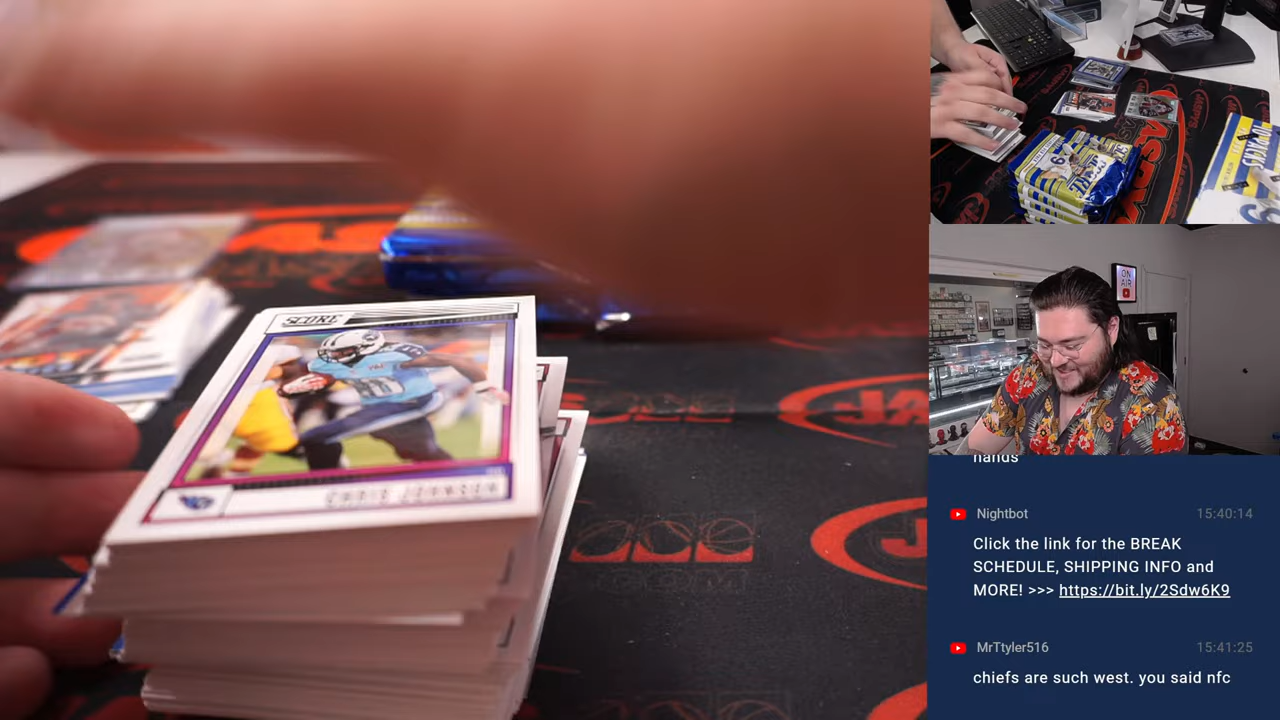 SCORE
CHRIS JOHNSON
ON
AIR
SCORE
hands
Nightbot
15:40:14
Click the link for the BREAK
SCHEDULE, SHIPPING INFO and
MORE! >>> https://bit.ly/2Sdw6K9
MrTtyler516
15:41:25
chiefs are such west. you said nfc